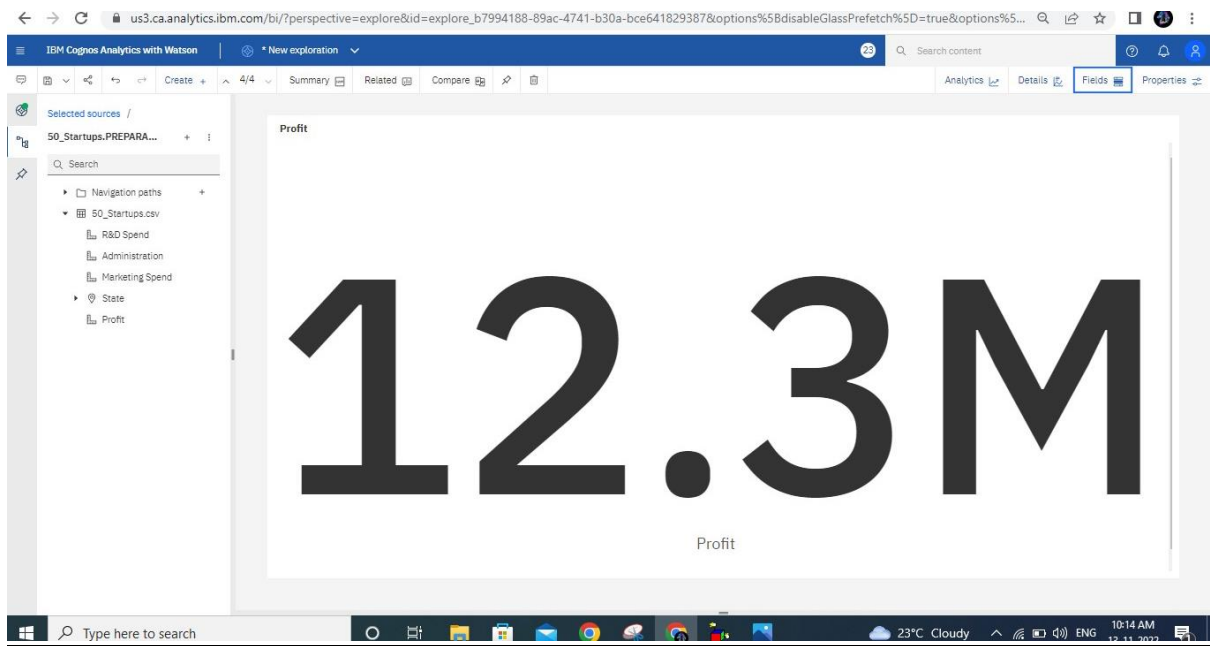 us3.ca.analytics.ibm.com/bi/?perspective=explore&id=explore_b7994188-89ac-4741-b30a-bce641829387&options%5BdisableGlassPrefetch%5D=true&options%5...
IBM Cognos Analytics with Watson * New exploration 23 Search content
Create + 4/4 Summary Related Compare Analytics Details Fields Properties
Selected sources /
50_Startups.PREPARA...
Search
Navigation paths
50_Startups.csv
R&D Spend
Administration
Marketing Spend
State
Profit
Profit
12.3M
Profit
Type here to search 23°C Cloudy ENG 10:14 AM
13-11-2022